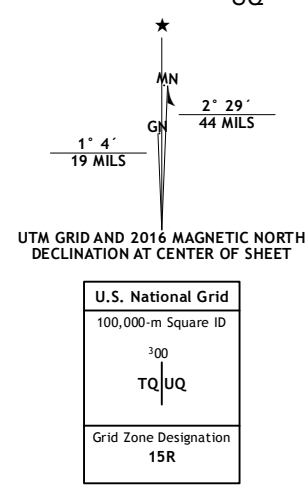 ★
MN
GN
2° 29´
44 MILS
1° 4´
19 MILS
UTM GRID AND 2016 MAGNETIC NORTH
DECLINATION AT CENTER OF SHEET
U.S. National Grid
100,000-m Square ID
³00
TQ UQ
Grid Zone Designation
15R